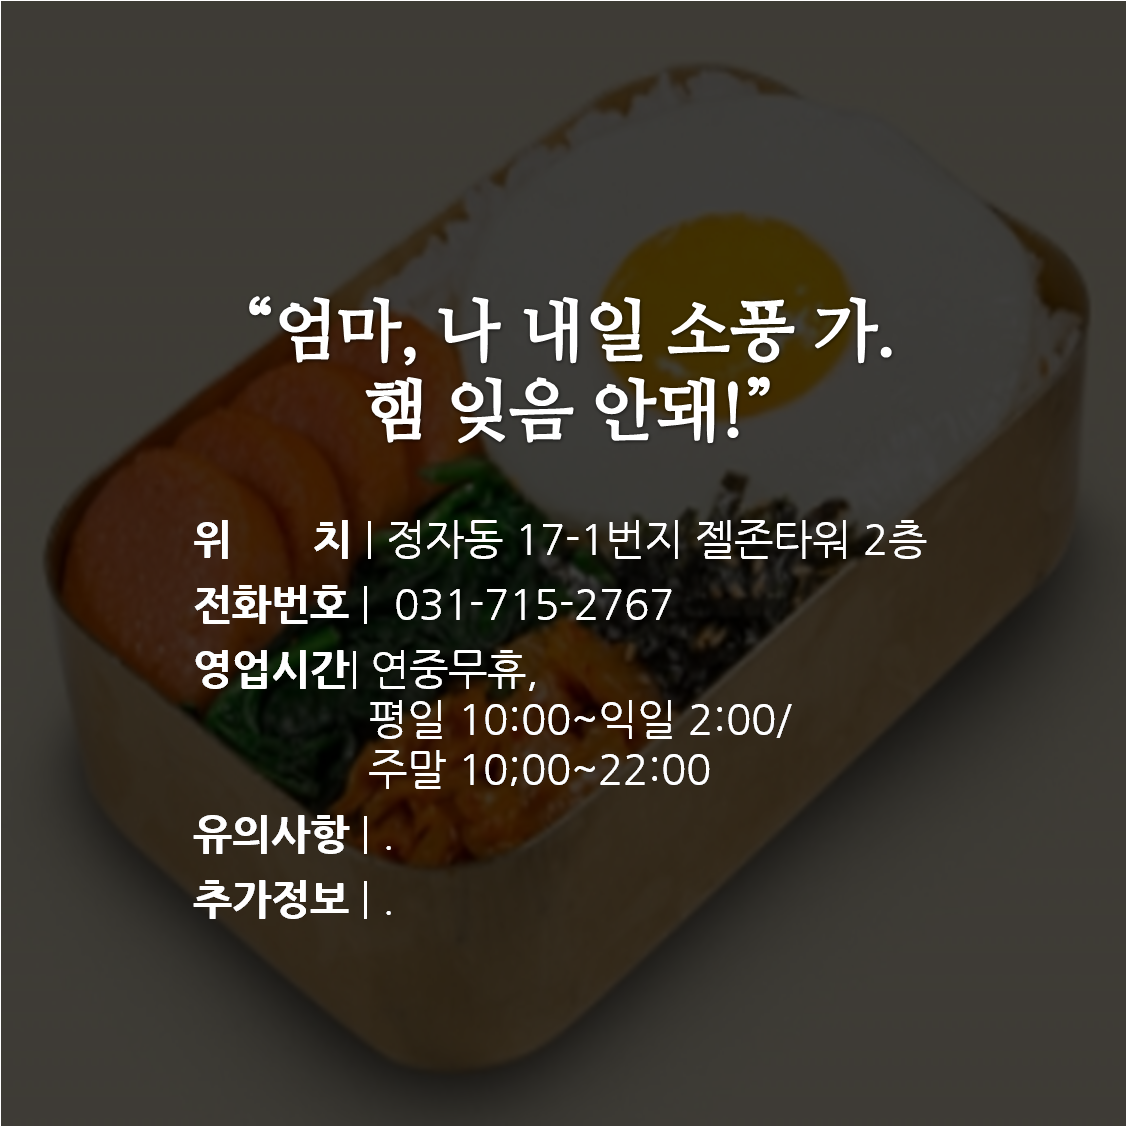 “엄마, 나 내일 소풍 가.
햄 잊음 안돼!”
위 치 | 정자동 17-1번지 젤존타워 2층
전화번호 | 031-715-2767
영업시간| 연중무휴,
평일 10:00~익일 2:00/
주말 10;00~22:00
유의사항 | .
추가정보 | .